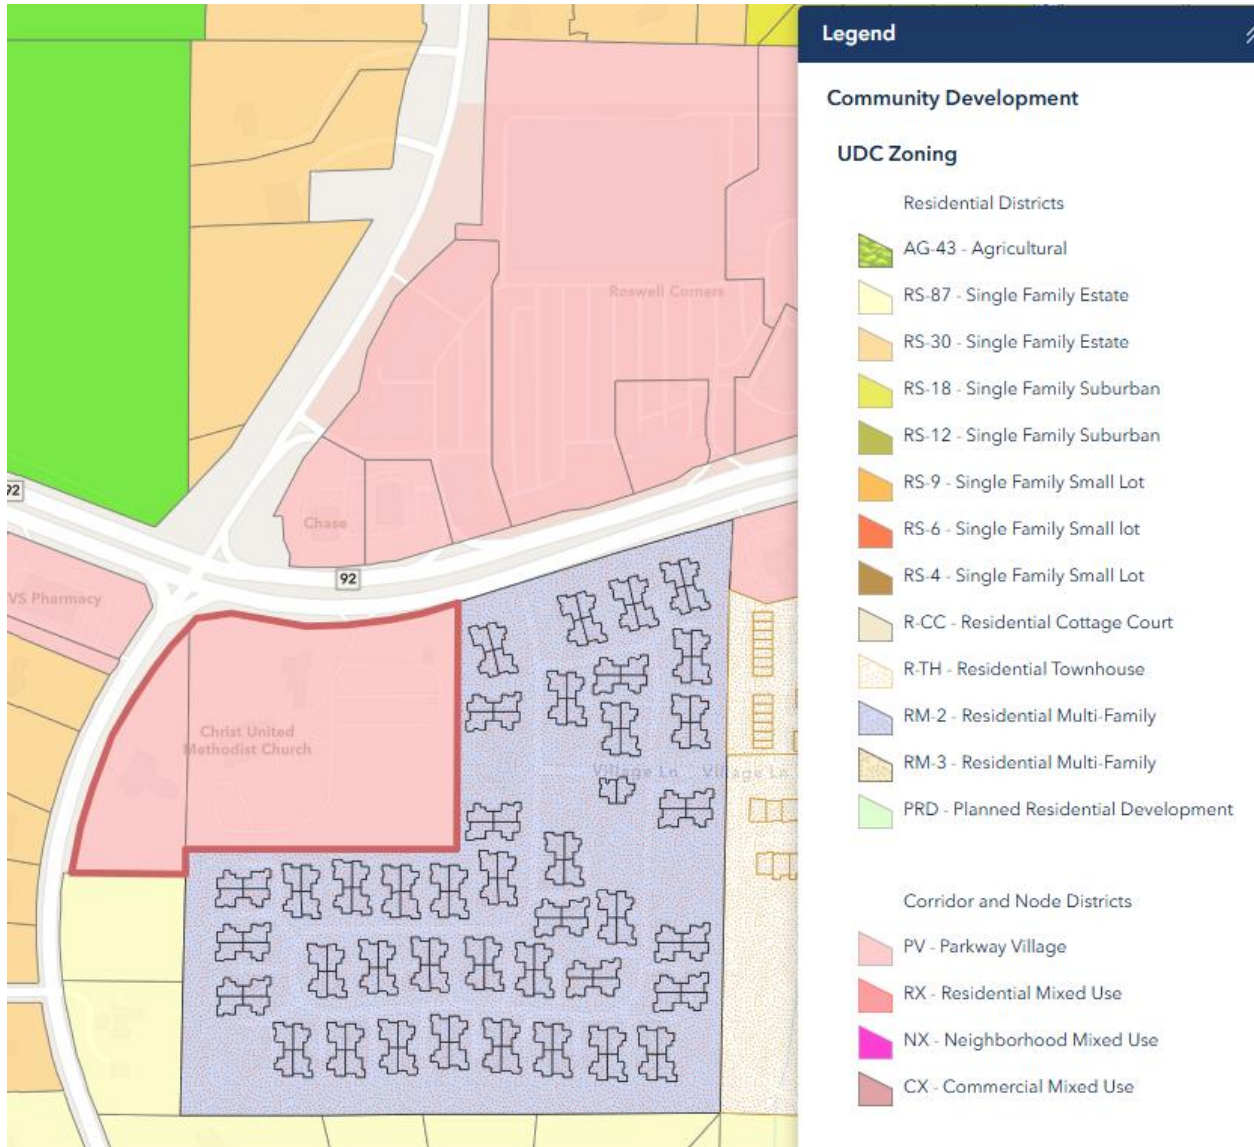 Legend
Community Development
UDC Zoning
Residential Districts
AG-43 - Agricultural
RS-87 - Single Family Estate
RS-30 - Single Family Estate
RS-18 - Single Family Suburban
RS-12 - Single Family Suburban
RS-9 - Single Family Small Lot
RS-6 - Single Family Small lot
RS-4 - Single Family Small Lot
R-CC - Residential Cottage Court
R-TH - Residential Townhouse
RM-2 - Residential Multi-Family
RM-3 - Residential Multi-Family
PRD - Planned Residential Development
Corridor and Node Districts
PV - Parkway Village
RX - Residential Mixed Use
NX - Neighborhood Mixed Use
CX - Commercial Mixed Use
Roswell Corners
92
Chase
92
VS Pharmacy
Christ United
Methodist Church
Village Ln
Village Ln